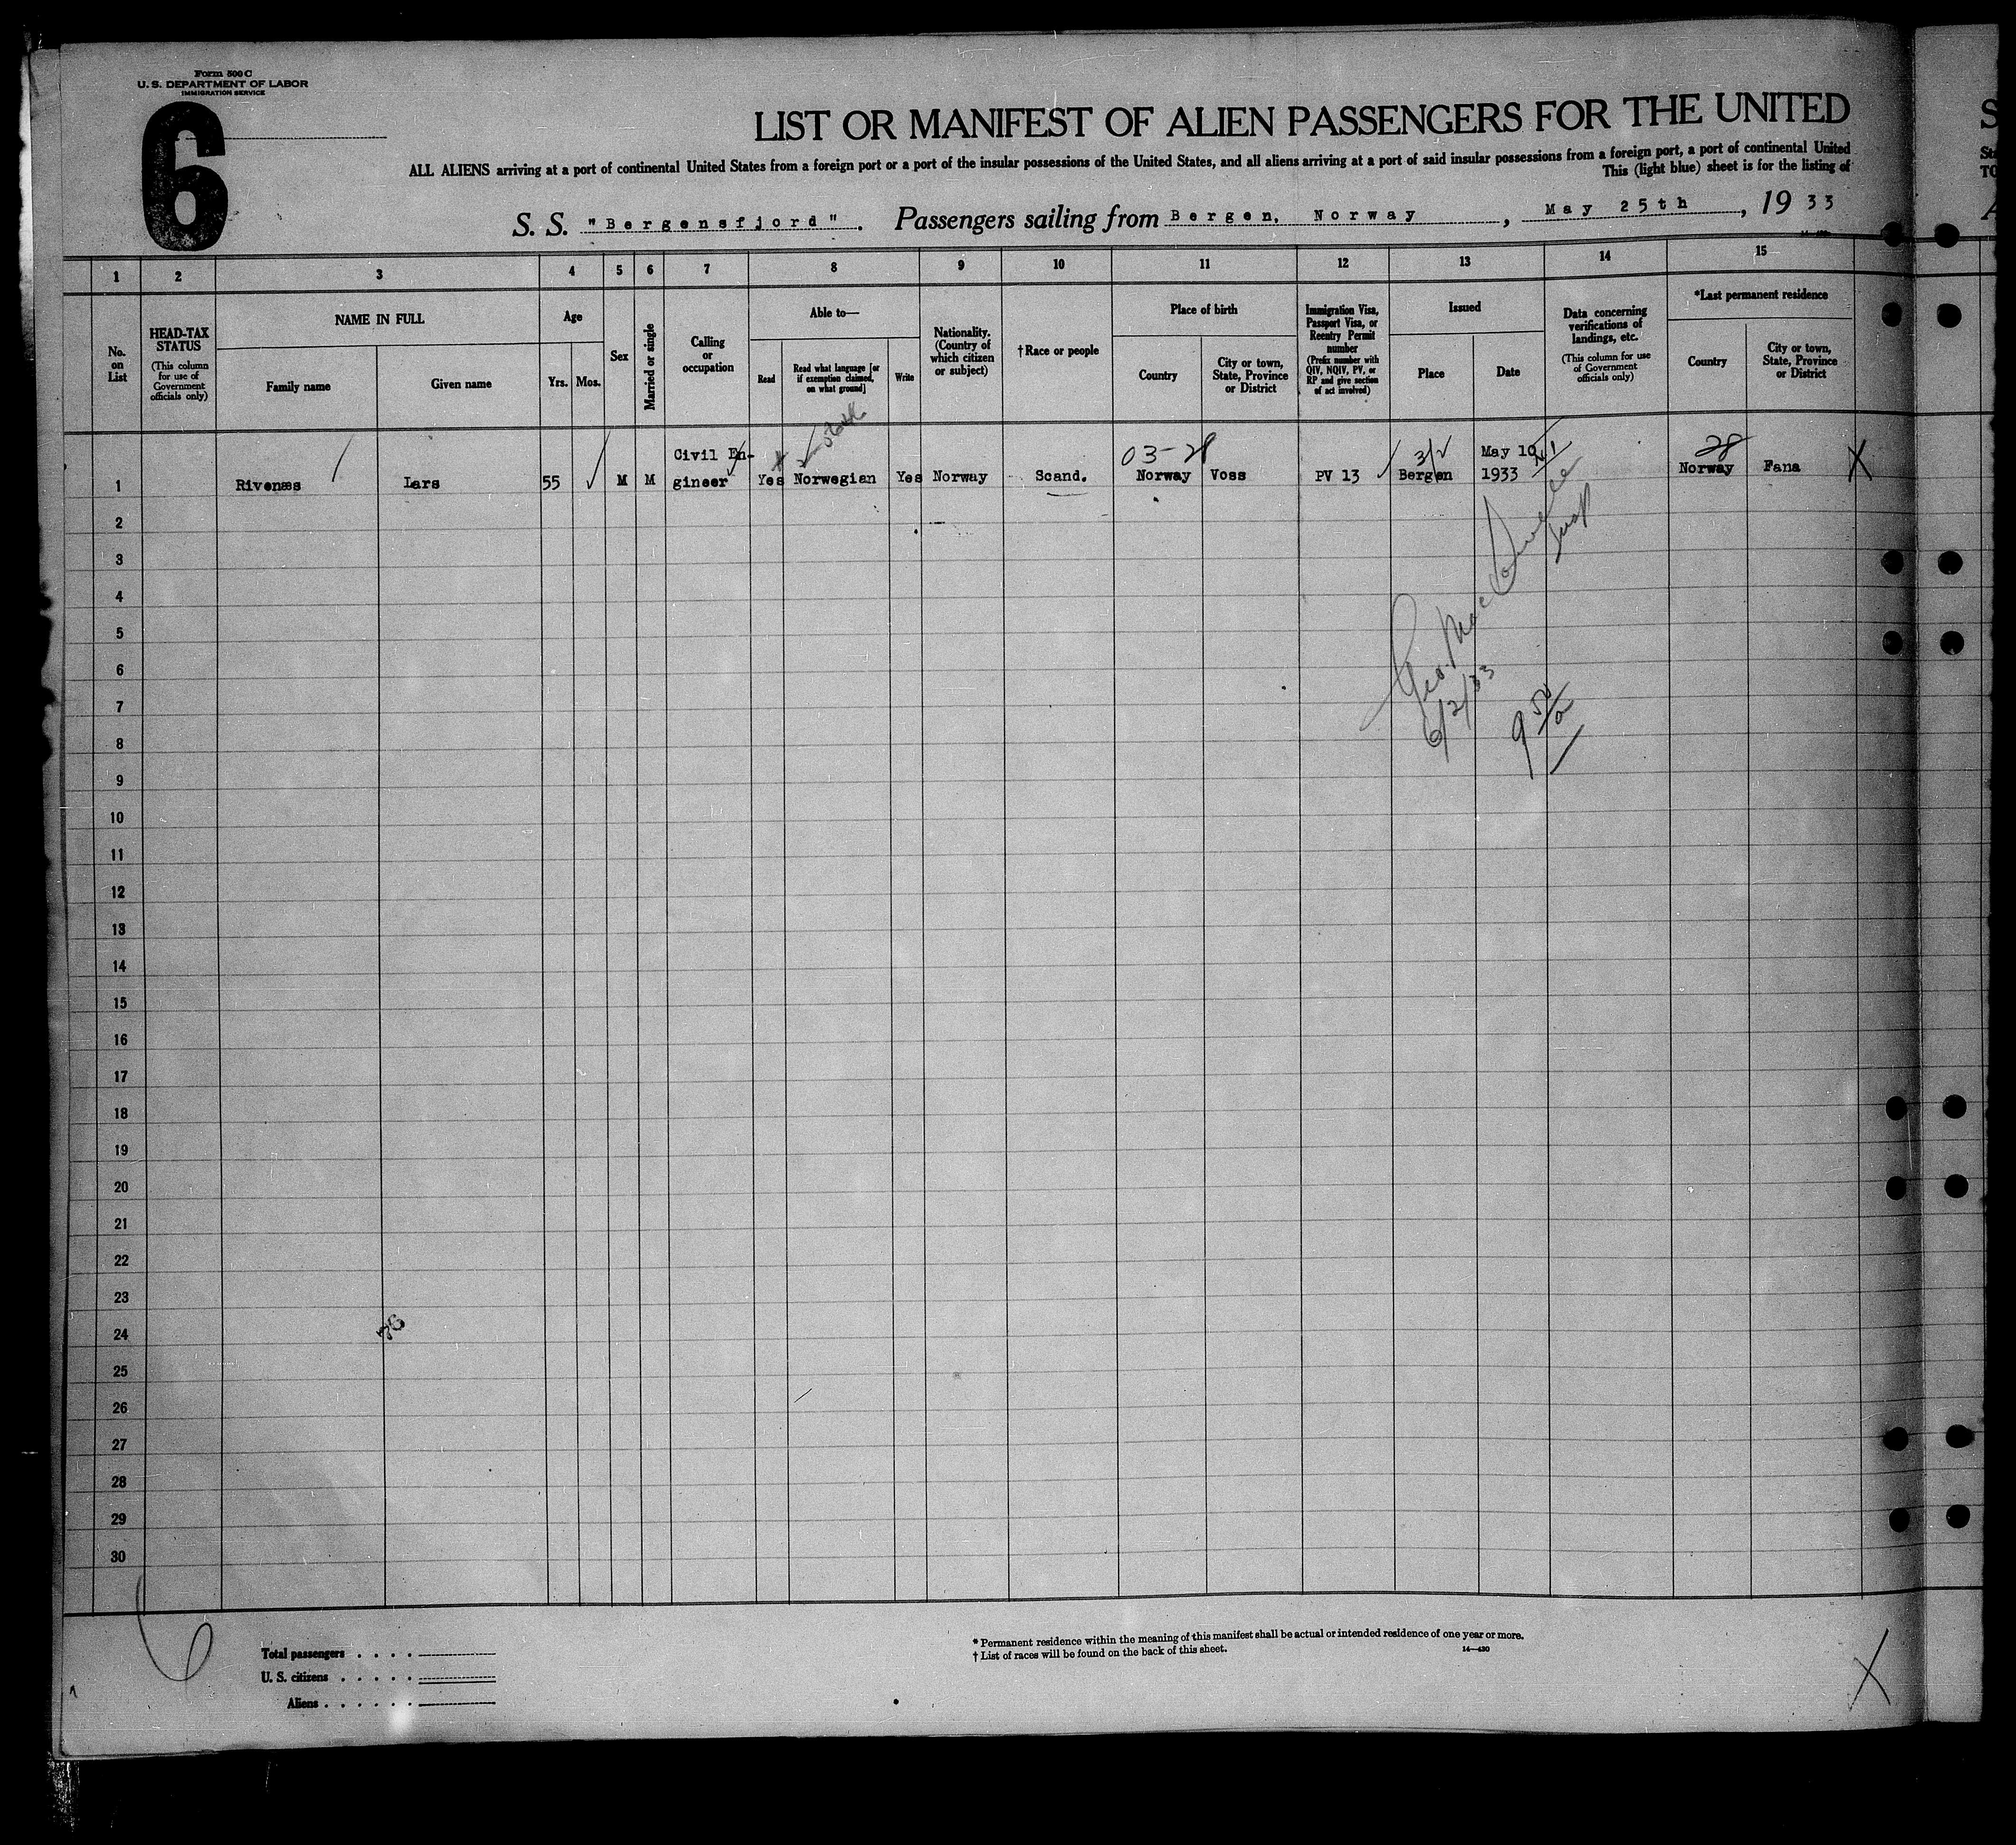 Form 500 C
U. S. DEPARTMENT OF LABOR
IMMIGRATION SERVICE
6
LIST OR MANIFEST OF ALIEN PASSENGERS FOR THE UNITED
ALL ALIENS arriving at a port of continental United States from a foreign port or a port of the insular possessions of the United States, and all aliens arriving at a port of said insular possessions from a foreign port, a port of continental United
This (light blue) sheet is for the listing of
S. S. "Bergensfjord". Passengers sailing from Bergen, Norway, May 25th, 1933
1 2 3 4 5 6 7 8 9 10 11 12 13 14 15
No. on List
HEAD-TAX STATUS
(This column for use of Government officials only)
NAME IN FULL
Family name
Given name
Age
Yrs. Mos.
Sex
Married or single
Calling or occupation
Able to—
Read
Read what language [or if exemption claimed, on what ground]
Write
Nationality. (Country of which citizen or subject)
†Race or people
Place of birth
Country
City or town, State, Province or District
Immigration Visa, Passport Visa, or Reentry Permit number
(Prefix number with QIV, NQIV, PV, or RP and give section of act involved)
Issued
Place
Date
Data concerning verifications of landings, etc.
(This column for use of Government officials only)
*Last permanent residence
Country
City or town, State, Province or District
03-28
28
1 Rivenæs Lars 55 M M Civil Engineer Yes Norwegian Yes Norway Scand. Norway Voss PV 13 Bergen May 10 1933 Norway Fana X
2
3
4
5
6
7
8
9
10
11
12
13
14
15
16
17
18
19
20
21
22
23
24
25
26
27
28
29
30
Geo. Mac
6/2/33
76
6
Total passengers
U. S. citizens
Aliens
* Permanent residence within the meaning of this manifest shall be actual or intended residence of one year or more.
† List of races will be found on the back of this sheet.
14—430
X